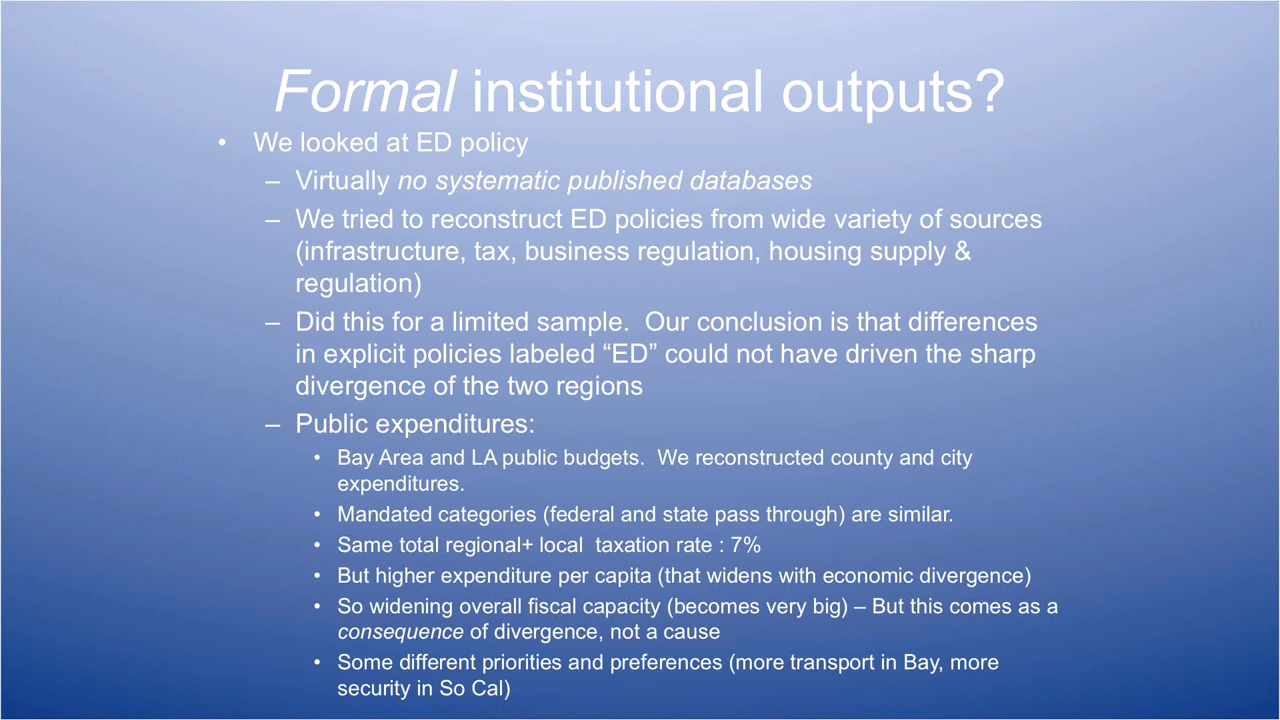 Formal institutional outputs?
• We looked at ED policy
– Virtually no systematic published databases
– We tried to reconstruct ED policies from wide variety of sources
(infrastructure, tax, business regulation, housing supply &
regulation)
– Did this for a limited sample.  Our conclusion is that differences
in explicit policies labeled “ED” could not have driven the sharp
divergence of the two regions
– Public expenditures:
• Bay Area and LA public budgets.  We reconstructed county and city
expenditures.
• Mandated categories (federal and state pass through) are similar.
• Same total regional+ local  taxation rate : 7%
• But higher expenditure per capita (that widens with economic divergence)
• So widening overall fiscal capacity (becomes very big) – But this comes as a
consequence of divergence, not a cause
• Some different priorities and preferences (more transport in Bay, more
security in So Cal)